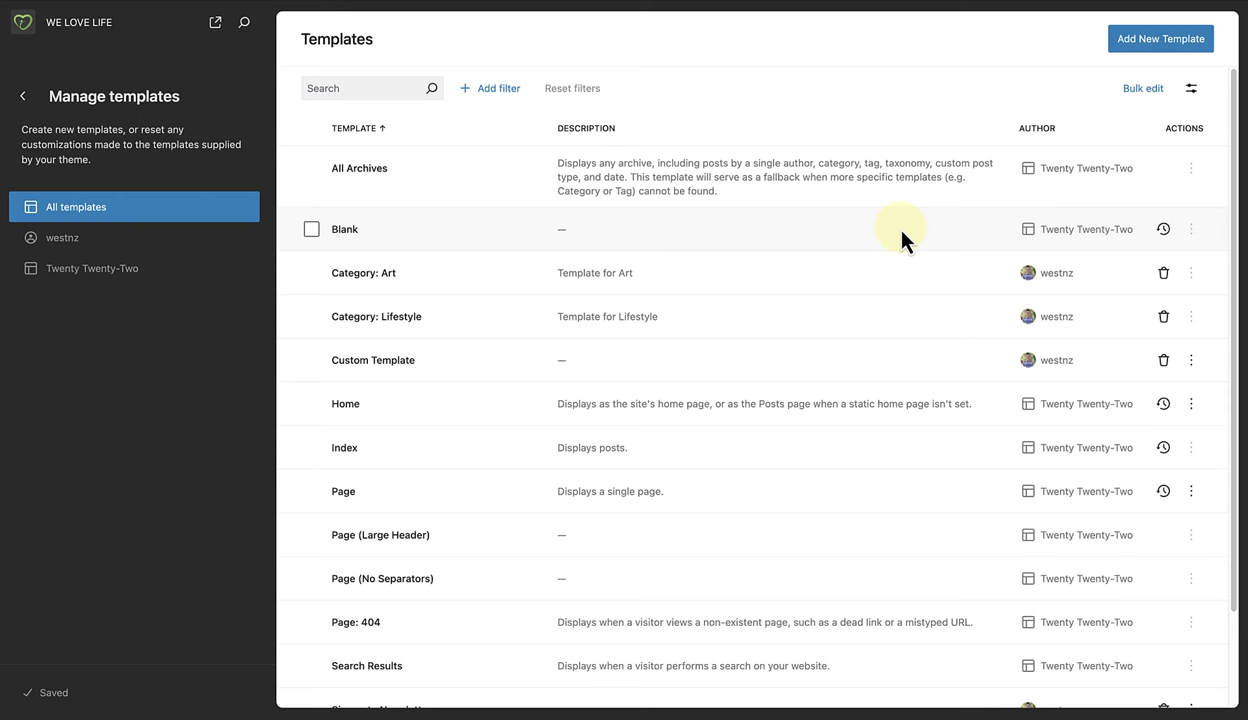 WE LOVE LIFE
Manage templates
Create new templates, or reset any
customizations made to the templates supplied
by your theme.
All templates
westnz
Twenty Twenty-Two
Saved
Templates
Add New Template
Search
Add filter
Reset filters
Bulk edit
TEMPLATE ↑
DESCRIPTION
AUTHOR
ACTIONS
All Archives
Displays any archive, including posts by a single author, category, tag, taxonomy, custom post
type, and date. This template will serve as a fallback when more specific templates (e.g.
Category or Tag) cannot be found.
Twenty Twenty-Two
Blank
—
Twenty Twenty-Two
Category: Art
Template for Art
westnz
Category: Lifestyle
Template for Lifestyle
westnz
Custom Template
—
westnz
Home
Displays as the site's home page, or as the Posts page when a static home page isn't set.
Twenty Twenty-Two
Index
Displays posts.
Twenty Twenty-Two
Page
Displays a single page.
Twenty Twenty-Two
Page (Large Header)
—
Twenty Twenty-Two
Page (No Separators)
—
Twenty Twenty-Two
Page: 404
Displays when a visitor views a non-existent page, such as a dead link or a mistyped URL.
Twenty Twenty-Two
Search Results
Displays when a visitor performs a search on your website.
Twenty Twenty-Two